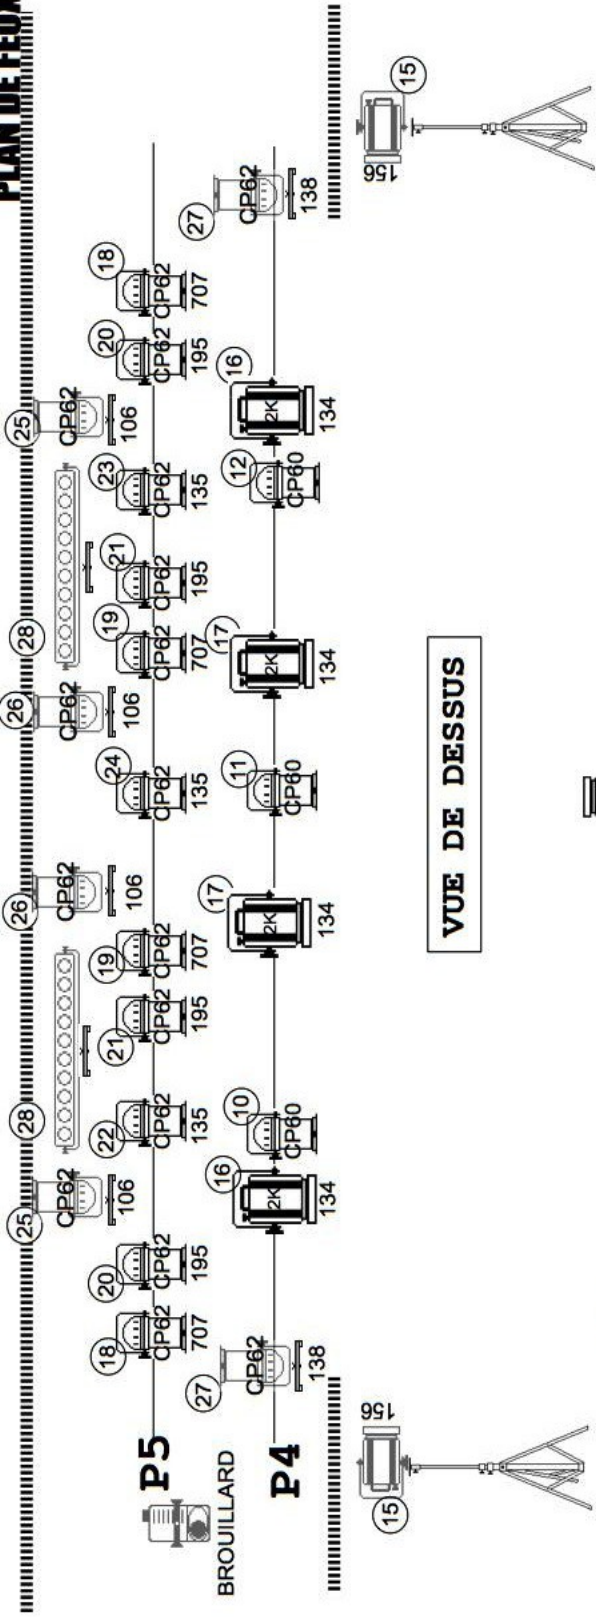 PLAN DE FEUX
25 28 26 26 28 25
CP62 CP62 CP62 CP62
106 106 106 106
18 20 22 21 19 24 19 21 23 20 18
P5 CP62 CP62 CP62 CP62 CP62 CP62 CP62 CP62 CP62 CP62 CP62
707 195 135 195 707 135 707 195 135 195 707
BROUILLARD
27 16 10 17 11 17 12 16 27
CP62 2K 2K 2K 2K CP62
P4 CP60 CP60 CP60
138 134 134 134 134 138
15 156 156 15
VUE DE DESSUS